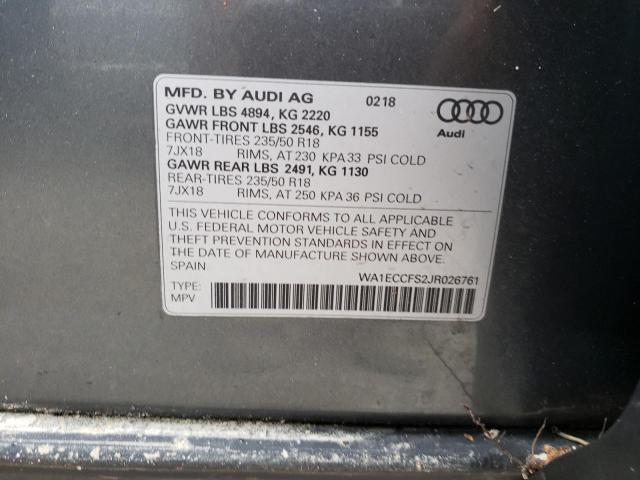 MFD. BY AUDI AG 0218
GVWR LBS 4894, KG 2220
GAWR FRONT LBS 2546, KG 1155
Audi
FRONT-TIRES 235/50 R18
7JX18 RIMS, AT 230 KPA 33 PSI COLD
GAWR REAR LBS 2491, KG 1130
REAR-TIRES 235/50 R18
7JX18 RIMS, AT 250 KPA 36 PSI COLD
THIS VEHICLE CONFORMS TO ALL APPLICABLE
U.S. FEDERAL MOTOR VEHICLE SAFETY AND
THEFT PREVENTION STANDARDS IN EFFECT ON
THE DATE OF MANUFACTURE SHOWN ABOVE.
SPAIN WA1ECCFS2JR026761
TYPE:
MPV